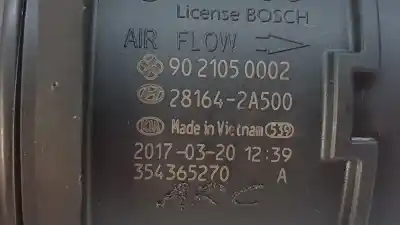 License BOSCH
AIR FLOW
90 2105 0002
28164-2A500
KIA Made in Vietnam 539
2017-03-20 12:39
354365270 A